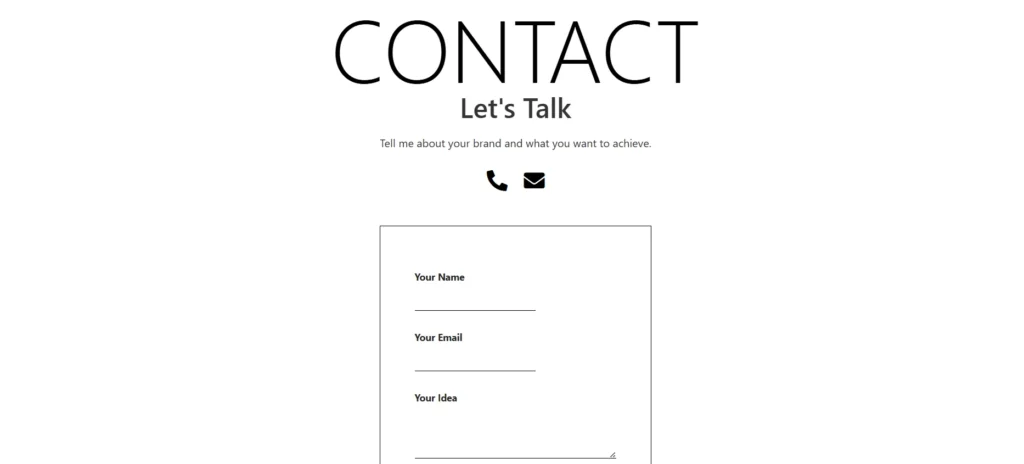 CONTACT
Let's Talk
Tell me about your brand and what you want to achieve.
Your Name
Your Email
Your Idea